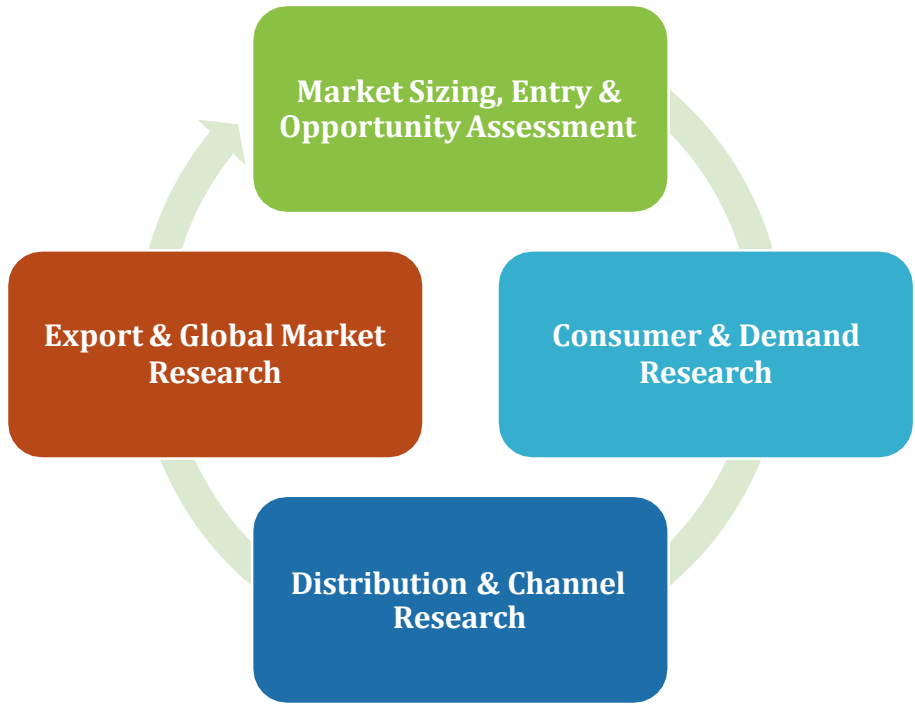 Market Sizing, Entry &
Opportunity Assessment
Consumer & Demand
Research
Distribution & Channel
Research
Export & Global Market
Research